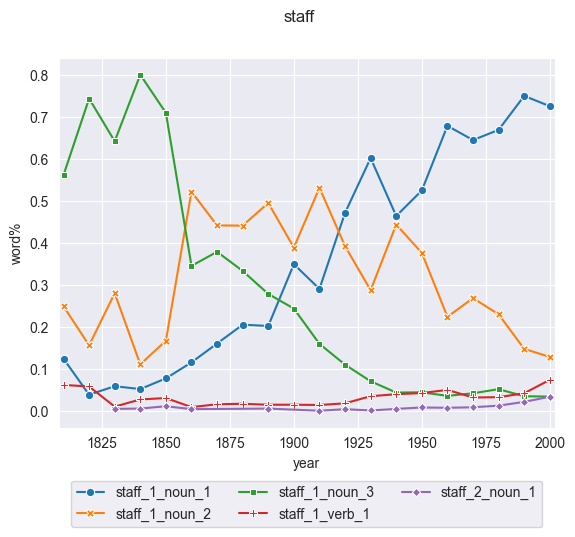 staff
0.8
0.7
0.6
0.5
0.4
0.3
0.2
0.1
0.0
word%
1825 1850 1875 1900 1925 1950 1975 2000
year
staff_1_noun_1 staff_1_noun_3 staff_2_noun_1
staff_1_noun_2 staff_1_verb_1